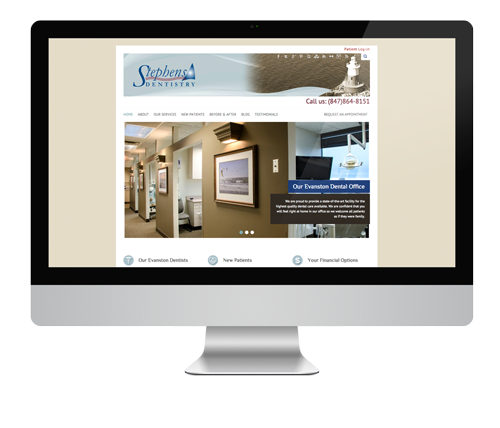 Patient Log In
Stephens
DENTISTRY
Call us: (847)864-8151
HOME ABOUT OUR SERVICES NEW PATIENTS BEFORE & AFTER BLOG TESTIMONIALS REQUEST AN APPOINTMENT
Our Evanston Dental Office
We are proud to provide a state-of-the-art facility for the
highest quality dental care available. We are confident that you
will feel right at home in our office as we welcome all patients
as if they were family.
Our Evanston Dentists New Patients Your Financial Options